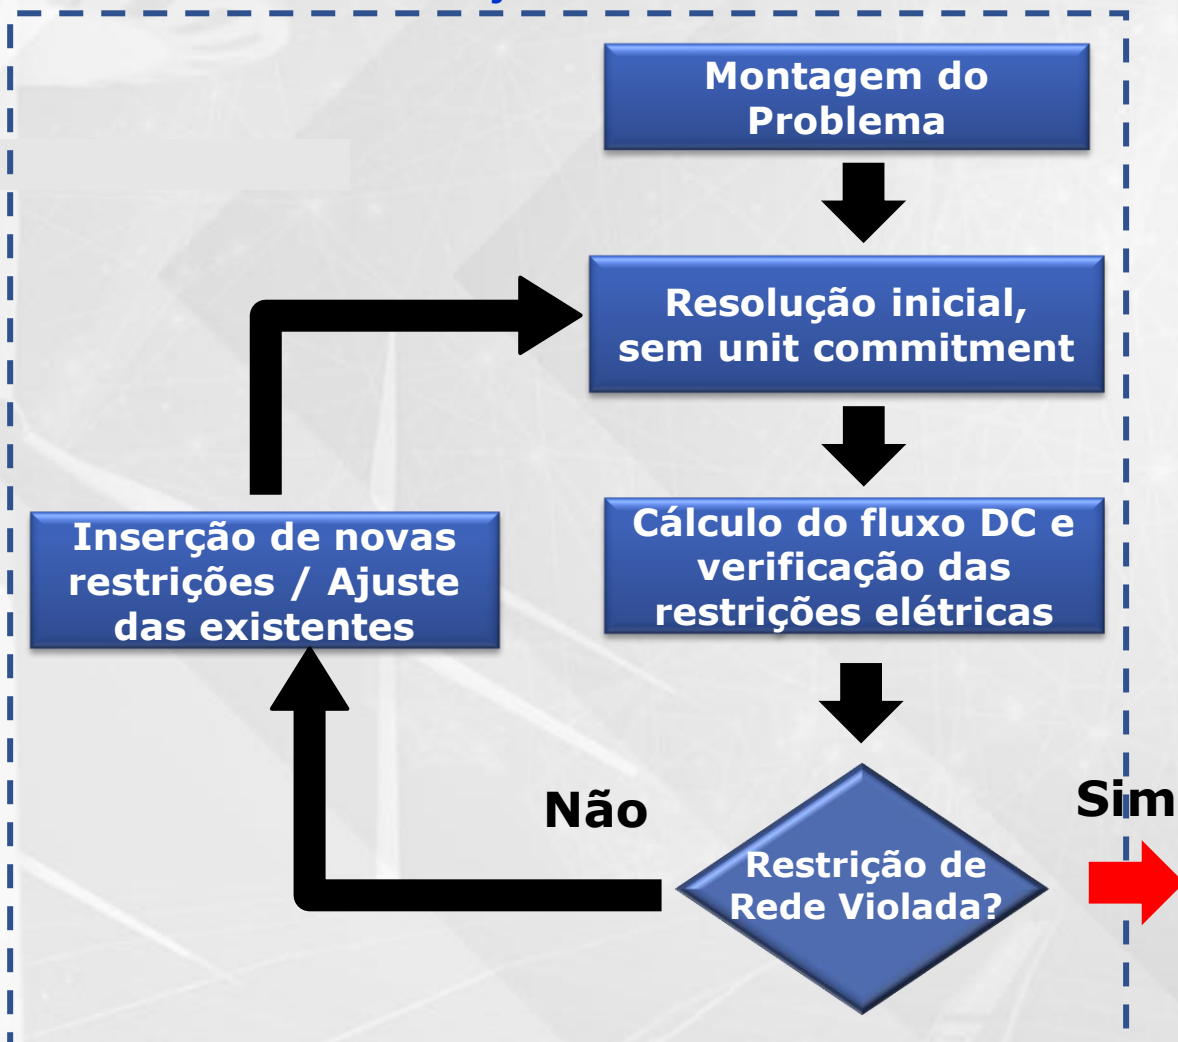 Montagem do
Problema
Resolução inicial,
sem unit commitment
Cálculo do fluxo DC e
verificação das
restrições elétricas
Inserção de novas
restrições / Ajuste
das existentes
Não
Sim
Restrição de
Rede Violada?